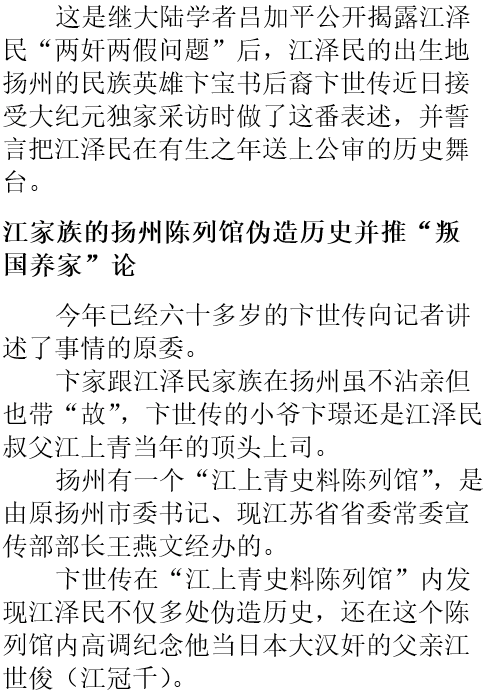 这是继大陆学者吕加平公开揭露江泽
民“两奸两假问题”后，江泽民的出生地
扬州的民族英雄卞宝书后裔卞世传近日接
受大纪元独家采访时做了这番表述，并誓
言把江泽民在有生之年送上公审的历史舞
台。
江家族的扬州陈列馆伪造历史并推“叛
国养家”论
今年已经六十多岁的卞世传向记者讲
述了事情的原委。
卞家跟江泽民家族在扬州虽不沾亲但
也带“故”，卞世传的小爷卞璟还是江泽民
叔父江上青当年的顶头上司。
扬州有一个“江上青史料陈列馆”，是
由原扬州市委书记、现江苏省省委常委宣
传部部长王燕文经办的。
卞世传在“江上青史料陈列馆”内发
现江泽民不仅多处伪造历史，还在这个陈
列馆内高调纪念他当日本大汉奸的父亲江
世俊（江冠千）。